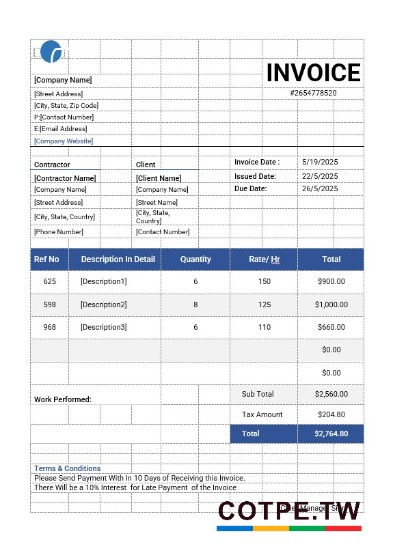 INVOICE
[Company Name]
#2654778520
[Street Address]
[City, State, Zip Code]
P:[Contact Number]
E:[Email Address]
[Company Website]
Contractor Client Invoice Date : 5/19/2025
[Contractor Name] [Client Name] Issued Date: 22/5/2025
[Company Name] [Company Name] Due Date: 26/5/2025
[Street Address] [Street Name]
[City, State, Country] [City, State, Country]
[Phone Number] [Contact Number]
Ref No Description In Detail Quantity Rate/ Hr Total
625 [Description1] 6 150 $900.00
598 [Description2] 8 125 $1,000.00
968 [Description3] 6 110 $660.00
$0.00
$0.00
Sub Total $2,560.00
Work Performed:
Tax Amount $204.80
Total $2,764.80
Terms & Conditions
Please Send Payment With In 10 Days of Receiving this Invoice.
There Will be a 10% Interest for Late Payment of the Invoice
COTPE.TW